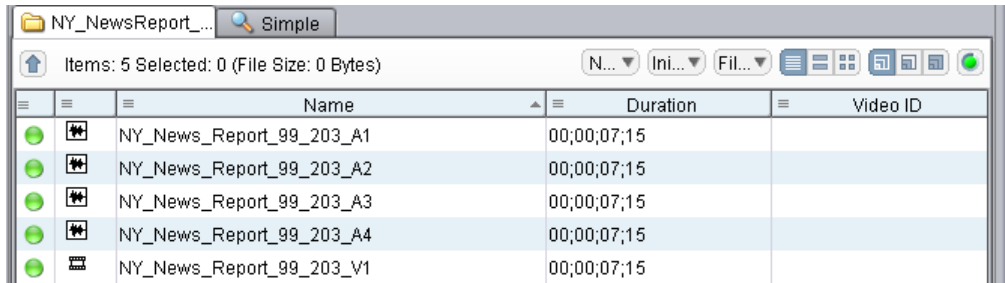 NY_NewsReport_... Simple
Items: 5 Selected: 0 (File Size: 0 Bytes) N... Ini... Fil...
Name Duration Video ID
NY_News_Report_99_203_A1 00;00;07;15
NY_News_Report_99_203_A2 00;00;07;15
NY_News_Report_99_203_A3 00;00;07;15
NY_News_Report_99_203_A4 00;00;07;15
NY_News_Report_99_203_V1 00;00;07;15